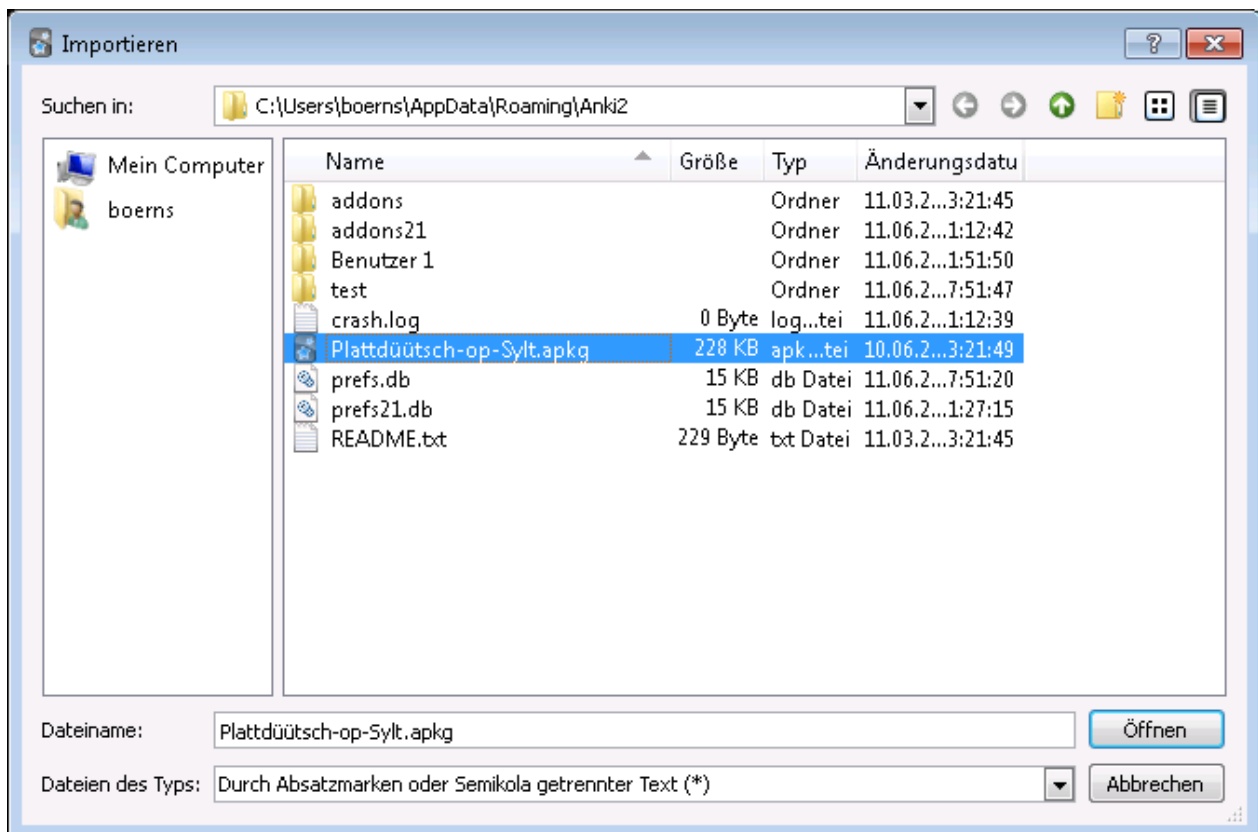 Importieren
Suchen in: C:\Users\boerns\AppData\Roaming\Anki2
Mein Computer
boerns
Name Größe Typ Änderungsdatu
addons Ordner 11.03.2...3:21:45
addons21 Ordner 11.06.2...1:12:42
Benutzer 1 Ordner 11.06.2...1:51:50
test Ordner 11.06.2...7:51:47
crash.log 0 Byte log...tei 11.06.2...1:12:39
Plattdüütsch-op-Sylt.apkg 228 KB apk...tei 10.06.2...3:21:49
prefs.db 15 KB db Datei 11.06.2...7:51:20
prefs21.db 15 KB db Datei 11.06.2...1:27:15
README.txt 229 Byte txt Datei 11.03.2...3:21:45
Dateiname: Plattdüütsch-op-Sylt.apkg Öffnen
Dateien des Typs: Durch Absatzmarken oder Semikola getrennter Text (*) Abbrechen